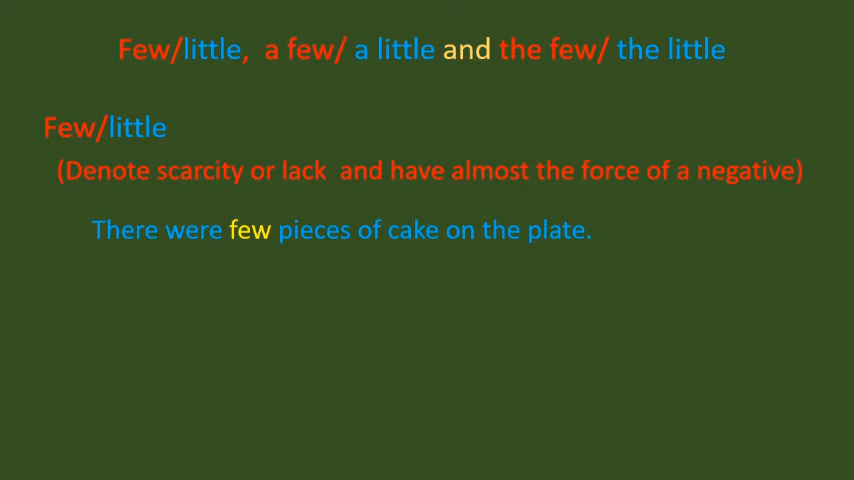 Few/little, a few/ a little and the few/ the little
Few/little
(Denote scarcity or lack and have almost the force of a negative)
There were few pieces of cake on the plate.